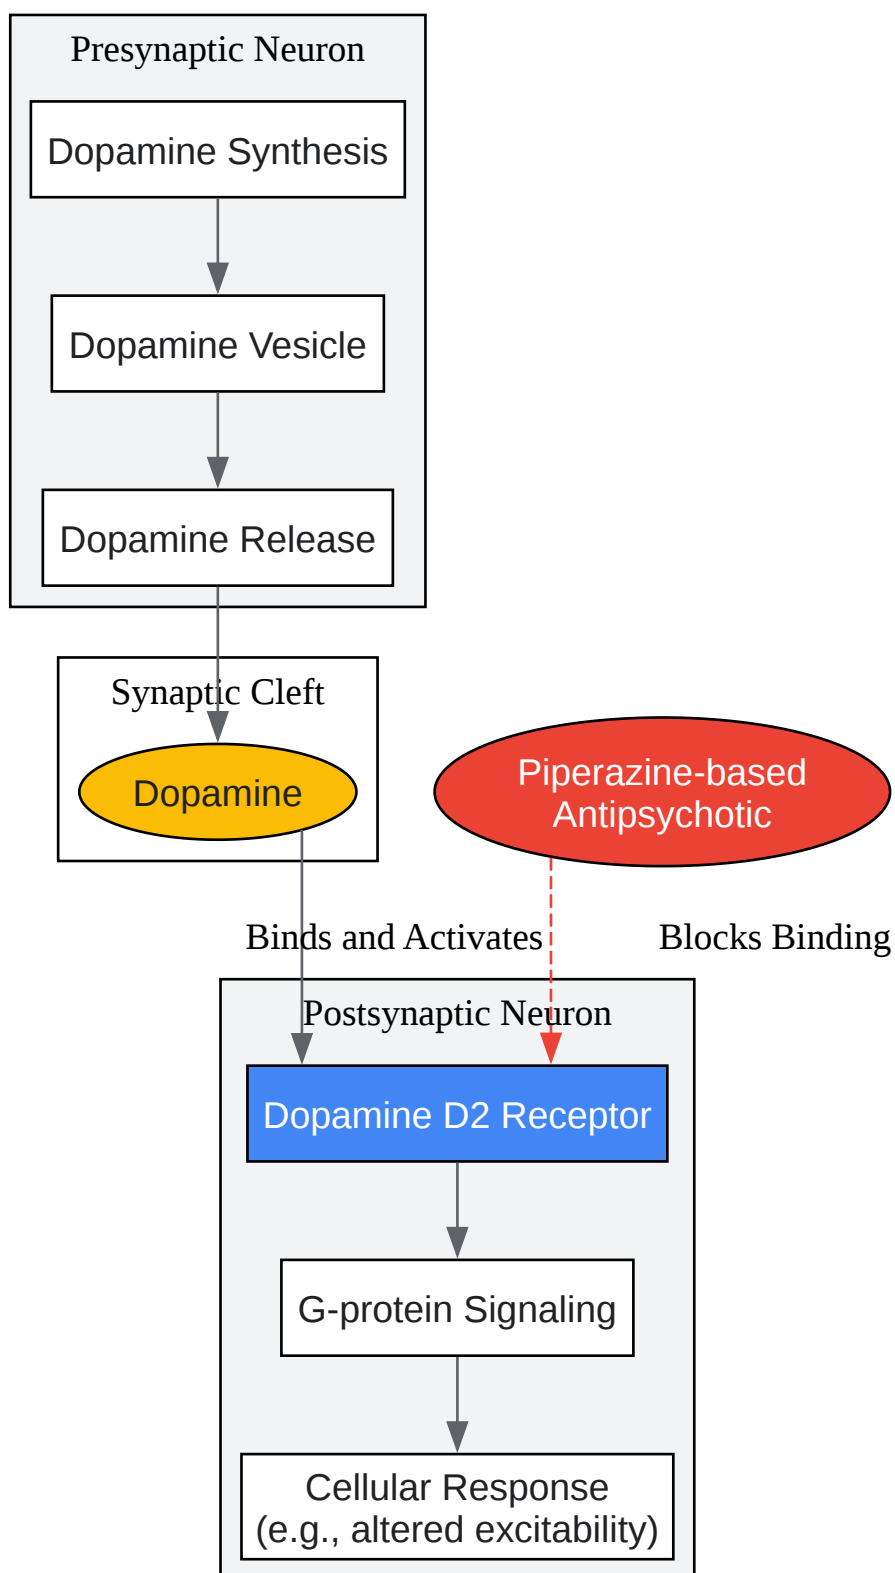 Presynaptic Neuron
Dopamine Synthesis
Dopamine Vesicle
Dopamine Release
Synaptic Cleft
Dopamine
Piperazine-based
Antipsychotic
Binds and Activates
Blocks Binding
Postsynaptic Neuron
Dopamine D2 Receptor
G-protein Signaling
Cellular Response
(e.g., altered excitability)